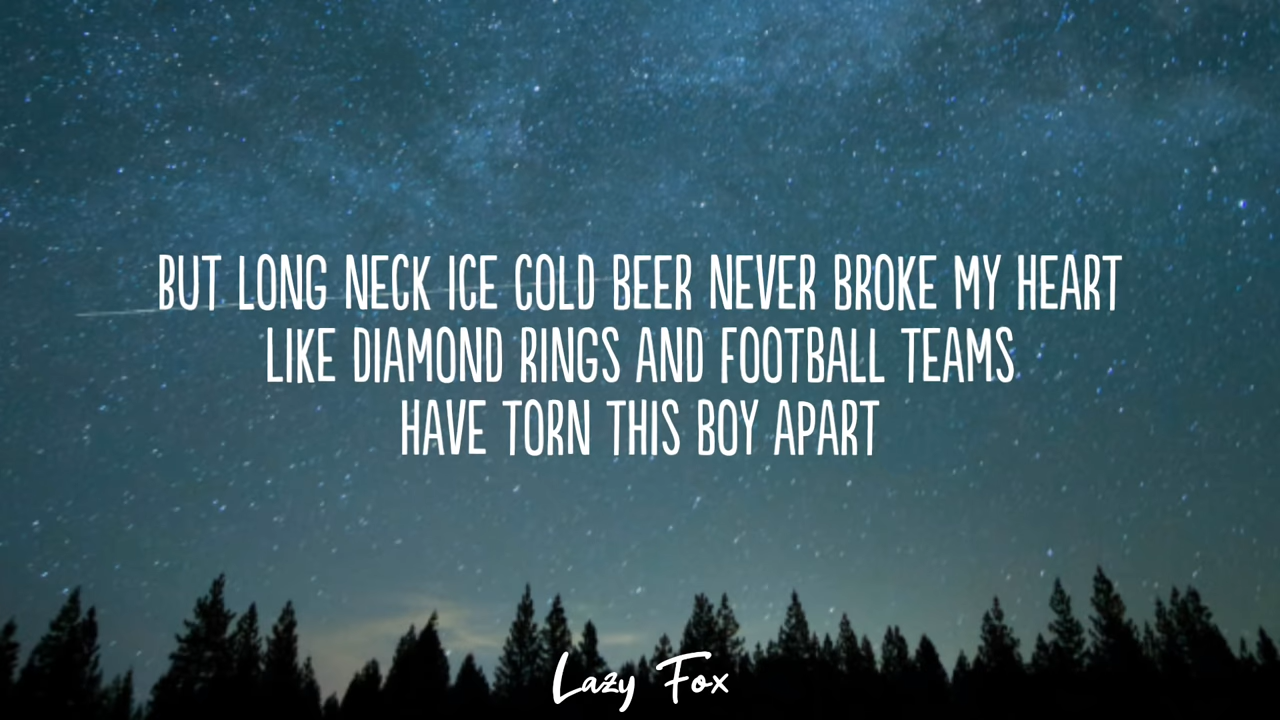 BUT LONG NECK ICE COLD BEER NEVER BROKE MY HEART
LIKE DIAMOND RINGS AND FOOTBALL TEAMS
HAVE TORN THIS BOY APART
Lazy Fox